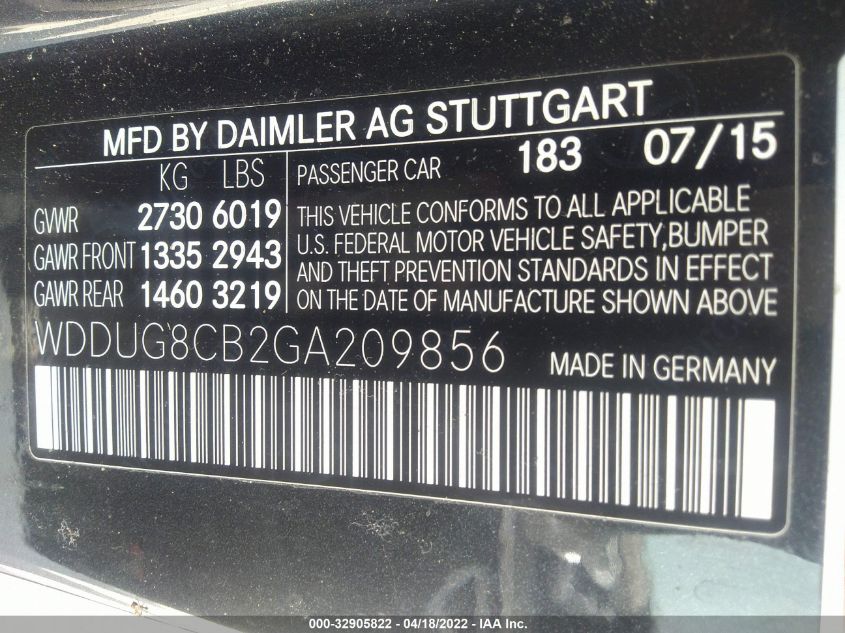 MFD BY DAIMLER AG STUTTGART
KG LBS
GVWR 2730 6019
GAWR FRONT 1335 2943
GAWR REAR 1460 3219
PASSENGER CAR 183 07/15
THIS VEHICLE CONFORMS TO ALL APPLICABLE
U.S. FEDERAL MOTOR VEHICLE SAFETY,BUMPER
AND THEFT PREVENTION STANDARDS IN EFFECT
ON THE DATE OF MANUFACTURE SHOWN ABOVE
WDDUG8CB2GA209856
MADE IN GERMANY
000-32905822 - 04/18/2022 - IAA Inc.